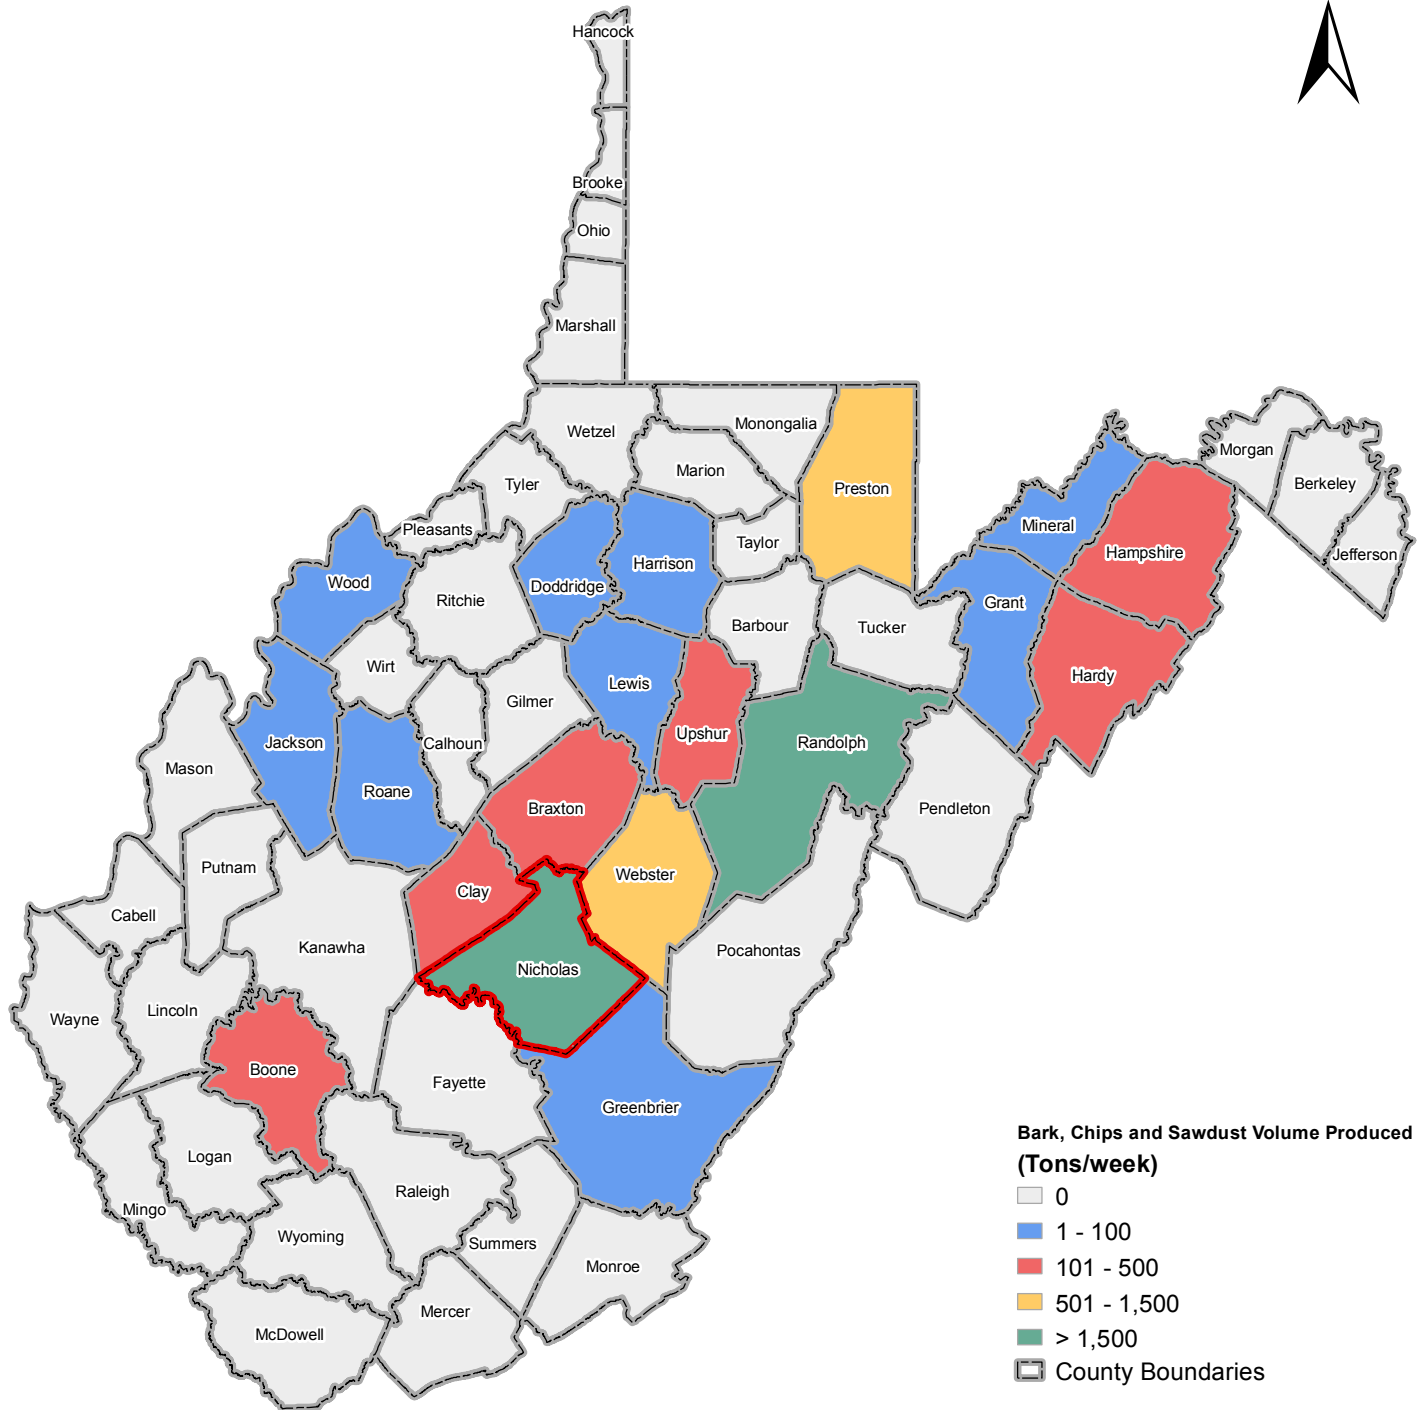 Hancock
Brooke
Ohio
Marshall
Wetzel
Monongalia
Marion
Preston
Morgan
Berkeley
Jefferson
Tyler
Pleasants
Mineral
Hampshire
Taylor
Harrison
Doddridge
Wood
Ritchie
Grant
Barbour
Tucker
Wirt
Lewis
Hardy
Gilmer
Upshur
Randolph
Jackson
Calhoun
Mason
Roane
Braxton
Pendleton
Putnam
Webster
Clay
Cabell
Kanawha
Pocahontas
Nicholas
Lincoln
Wayne
Boone
Fayette
Greenbrier
Logan
Raleigh
Mingo
Wyoming
Summers
Monroe
Mercer
McDowell
Bark, Chips and Sawdust Volume Produced
(Tons/week)
0
1 - 100
101 - 500
501 - 1,500
> 1,500
County Boundaries